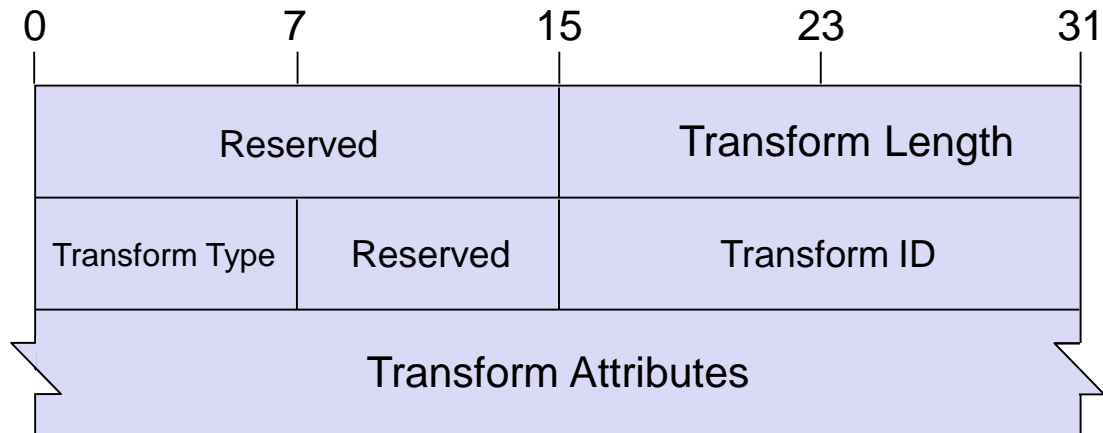 0 7 15 23 31
Reserved Transform Length
Transform Type Reserved Transform ID
Transform Attributes